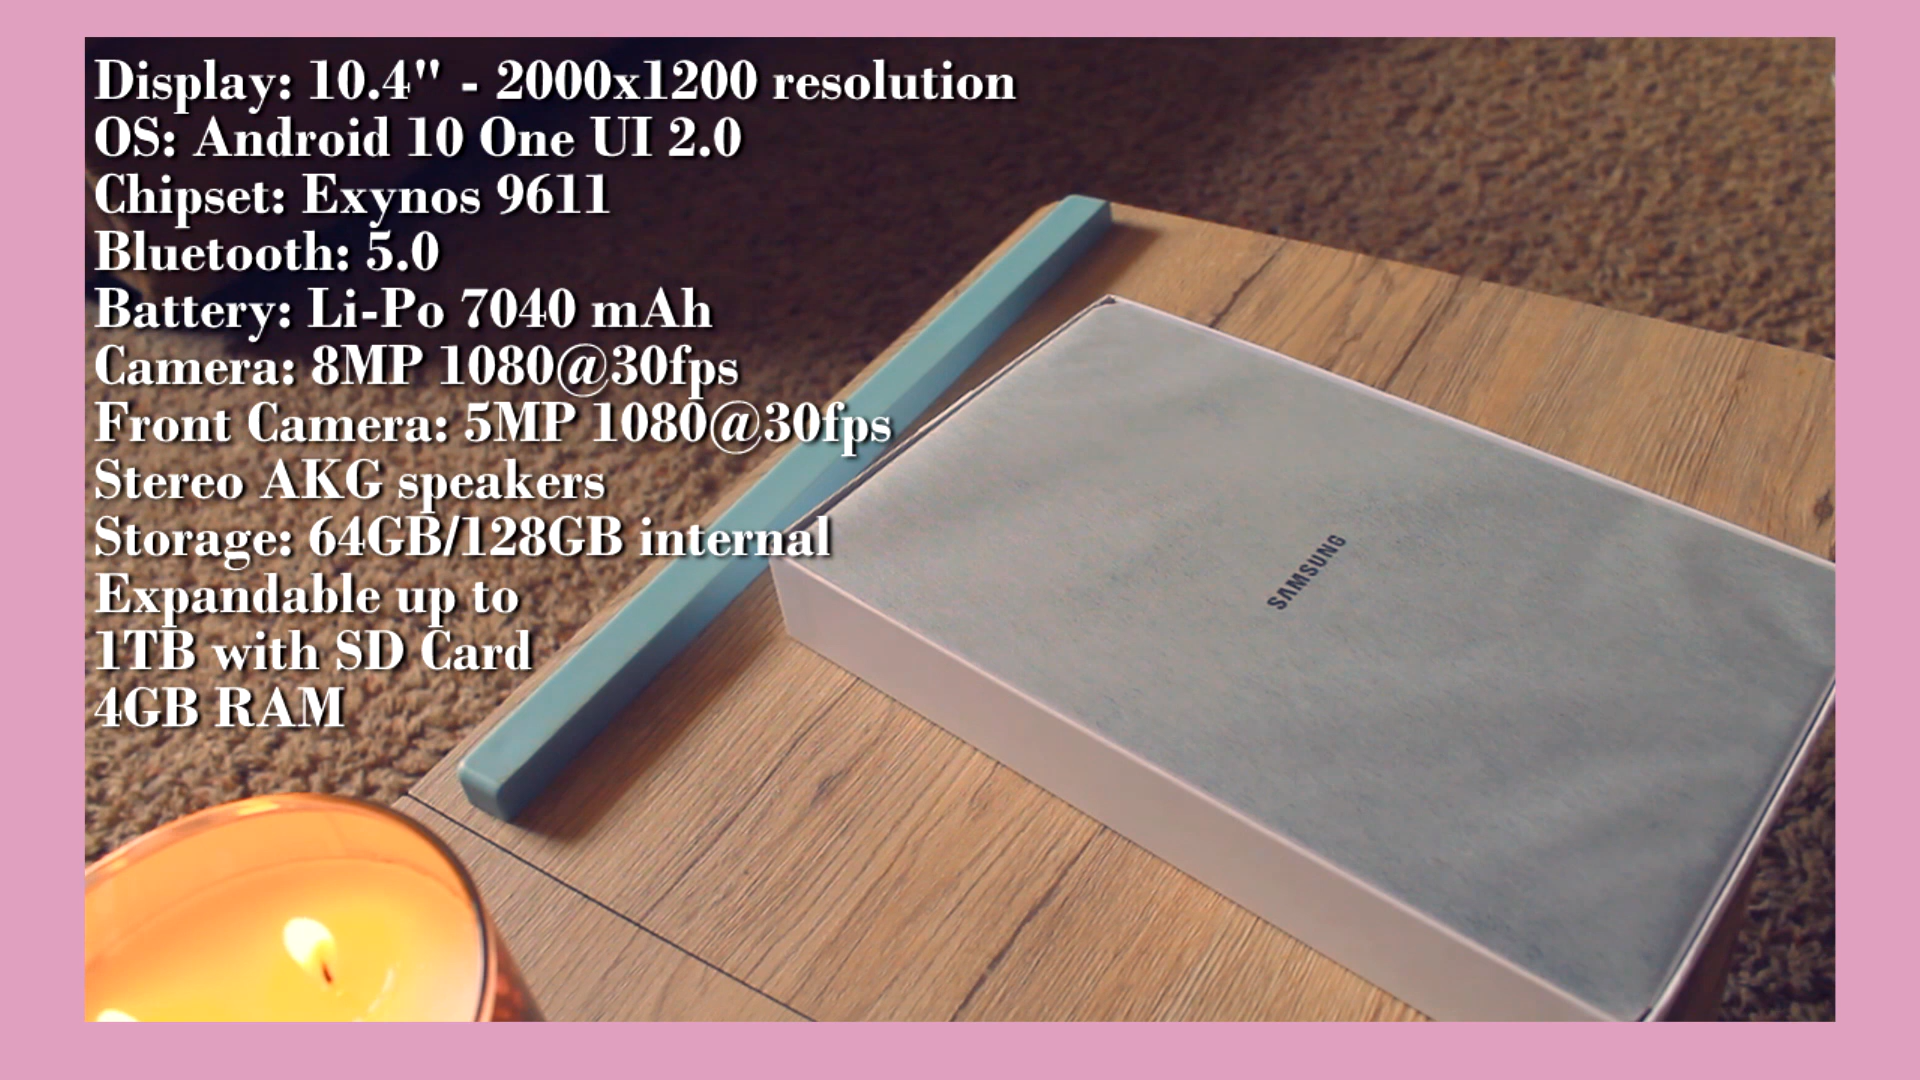 Display: 10.4" - 2000x1200 resolution
OS: Android 10 One UI 2.0
Chipset: Exynos 9611
Bluetooth: 5.0
Battery: Li-Po 7040 mAh
Camera: 8MP 1080@30fps
Front Camera: 5MP 1080@30fps
Stereo AKG speakers
Storage: 64GB/128GB internal
Expandable up to
1TB with SD Card
4GB RAM
SAMSUNG